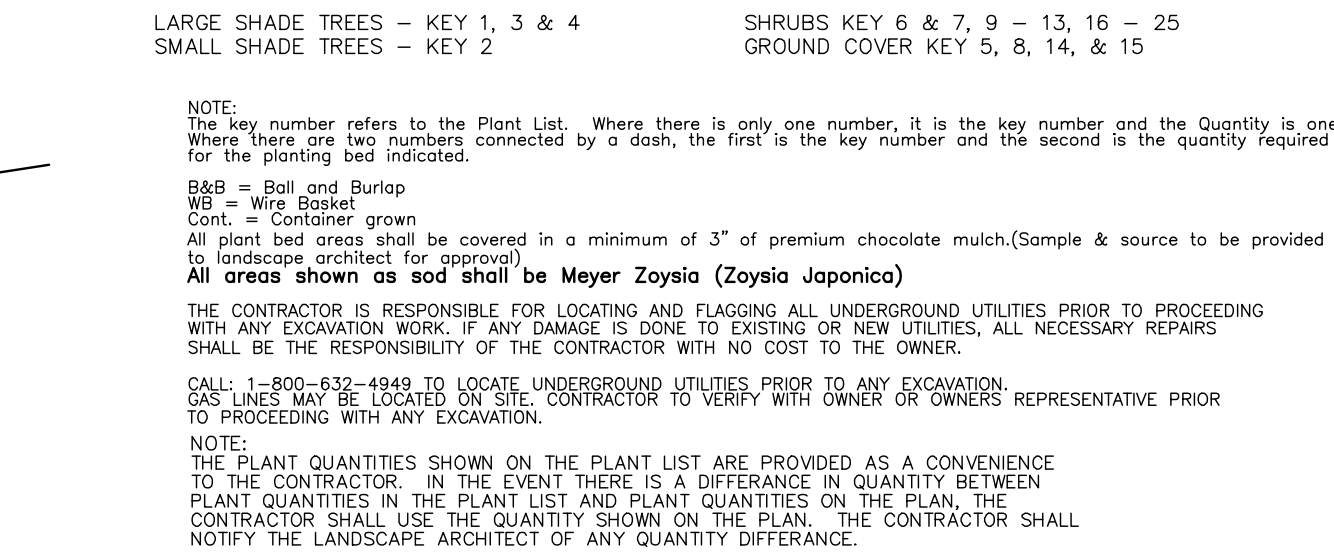 LARGE SHADE TREES – KEY 1, 3 & 4
SMALL SHADE TREES – KEY 2
SHRUBS KEY 6 & 7, 9 – 13, 16 – 25
GROUND COVER KEY 5, 8, 14, & 15
NOTE:
The key number refers to the Plant List. Where there is only one number, it is the key number and the Quantity is one
Where there are two numbers connected by a dash, the first is the key number and the second is the quantity required
for the planting bed indicated.
B&B = Ball and Burlap
WB = Wire Basket
Cont. = Container grown
All plant bed areas shall be covered in a minimum of 3" of premium chocolate mulch.(Sample & source to be provided
to landscape architect for approval)
All areas shown as sod shall be Meyer Zoysia (Zoysia Japonica)
THE CONTRACTOR IS RESPONSIBLE FOR LOCATING AND FLAGGING ALL UNDERGROUND UTILITIES PRIOR TO PROCEEDING
WITH ANY EXCAVATION WORK. IF ANY DAMAGE IS DONE TO EXISTING OR NEW UTILITIES, ALL NECESSARY REPAIRS
SHALL BE THE RESPONSIBILITY OF THE CONTRACTOR WITH NO COST TO THE OWNER.
CALL: 1–800–632–4949 TO LOCATE UNDERGROUND UTILITIES PRIOR TO ANY EXCAVATION.
GAS LINES MAY BE LOCATED ON SITE. CONTRACTOR TO VERIFY WITH OWNER OR OWNERS REPRESENTATIVE PRIOR
TO PROCEEDING WITH ANY EXCAVATION.
NOTE:
THE PLANT QUANTITIES SHOWN ON THE PLANT LIST ARE PROVIDED AS A CONVENIENCE
TO THE CONTRACTOR. IN THE EVENT THERE IS A DIFFERANCE IN QUANTITY BETWEEN
PLANT QUANTITIES IN THE PLANT LIST AND PLANT QUANTITIES ON THE PLAN, THE
CONTRACTOR SHALL USE THE QUANTITY SHOWN ON THE PLAN. THE CONTRACTOR SHALL
NOTIFY THE LANDSCAPE ARCHITECT OF ANY QUANTITY DIFFERANCE.